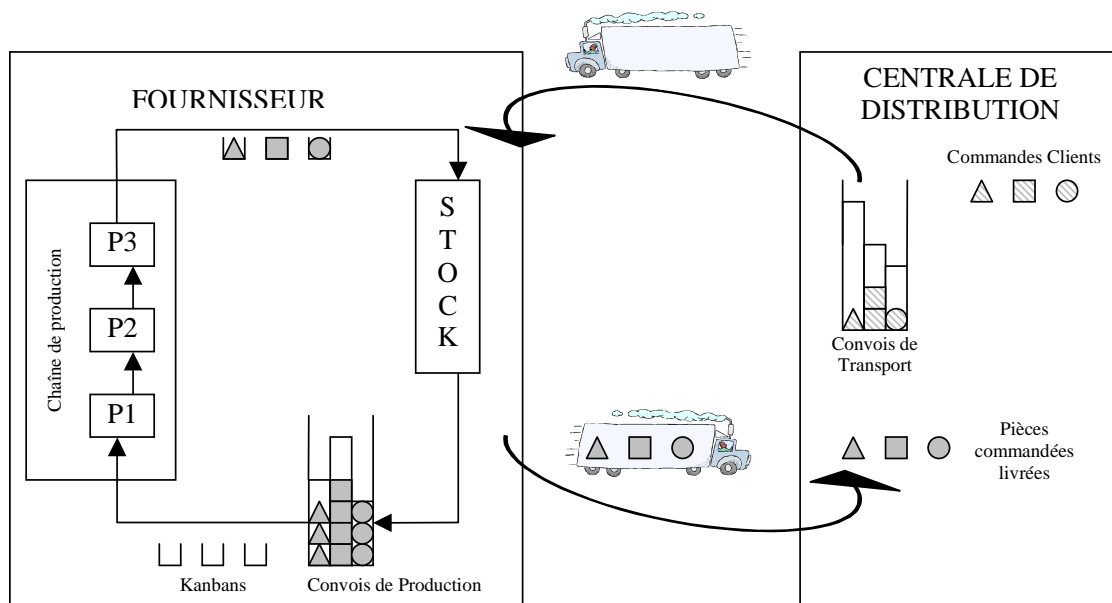 FOURNISSEUR
CENTRALE DE
DISTRIBUTION
Commandes Clients
Chaîne de production
P3
P2
P1
S
T
O
C
K
Convois de
Transport
Pièces
commandées
livrées
Kanbans
Convois de Production